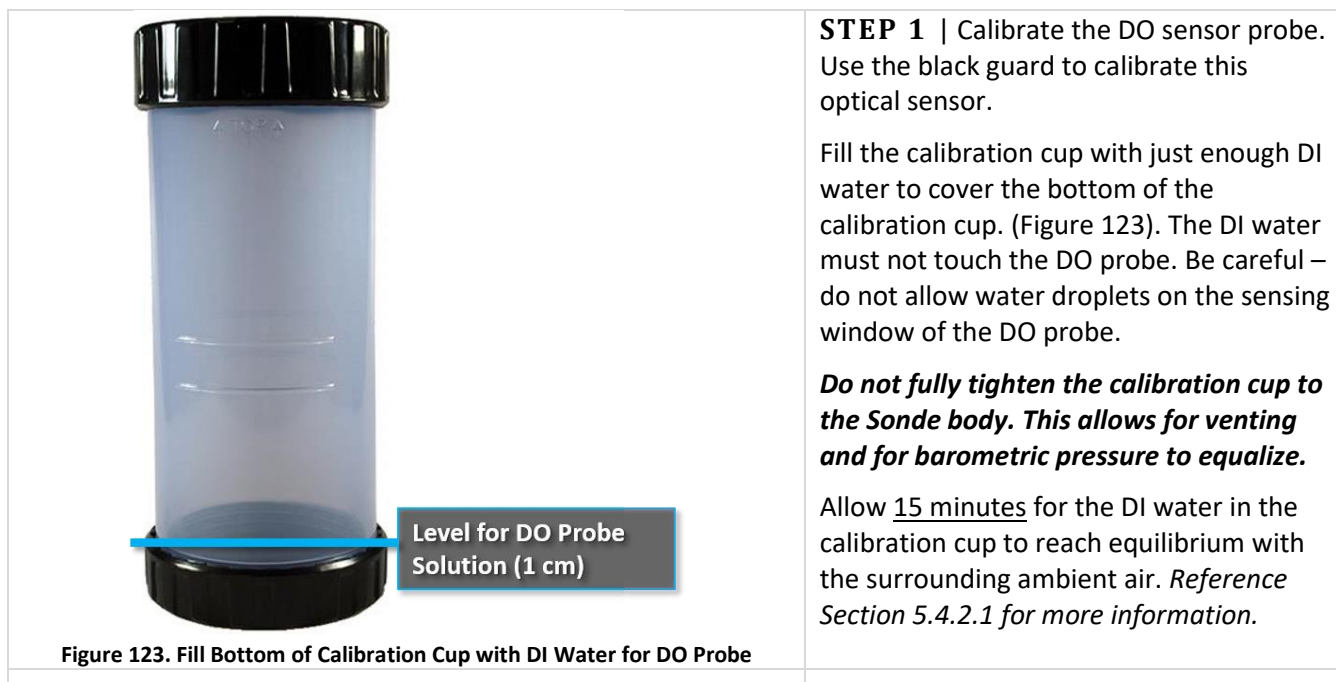 △ TOP △
Level for DO Probe
Solution (1 cm)
Figure 123. Fill Bottom of Calibration Cup with DI Water for DO Probe
STEP 1 | Calibrate the DO sensor probe.
Use the black guard to calibrate this
optical sensor.
Fill the calibration cup with just enough DI
water to cover the bottom of the
calibration cup. (Figure 123). The DI water
must not touch the DO probe. Be careful –
do not allow water droplets on the sensing
window of the DO probe.
Do not fully tighten the calibration cup to
the Sonde body. This allows for venting
and for barometric pressure to equalize.
Allow 15 minutes for the DI water in the
calibration cup to reach equilibrium with
the surrounding ambient air. Reference
Section 5.4.2.1 for more information.